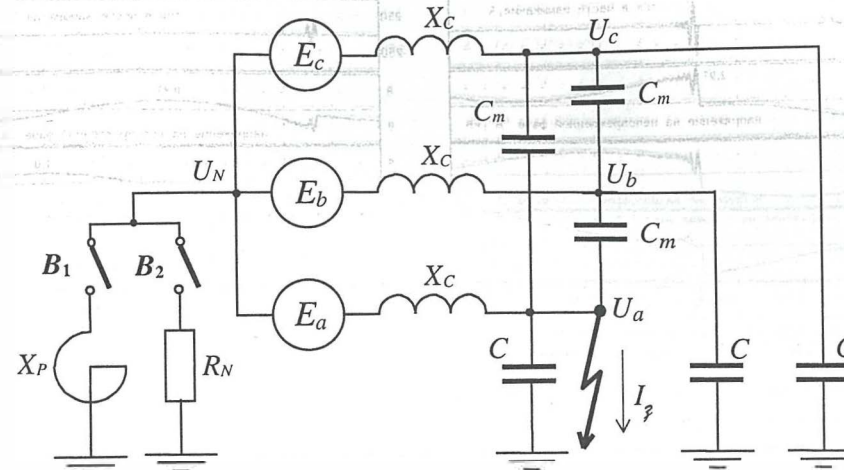 X_C
E_c
U_c
C_m
C_m
U_N
X_C
E_b
U_b
C_m
B_1
B_2
X_C
E_a
U_a
X_P
R_N
C
I_з
C
C